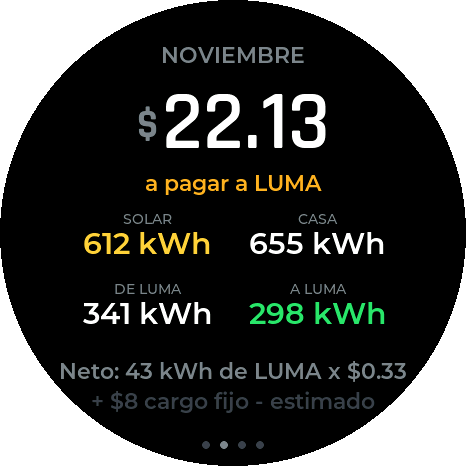 NOVIEMBRE
$22.13
a pagar a LUMA
SOLAR CASA
612 kWh 655 kWh
DE LUMA A LUMA
341 kWh 298 kWh
Neto: 43 kWh de LUMA x $0.33
+ $8 cargo fijo - estimado